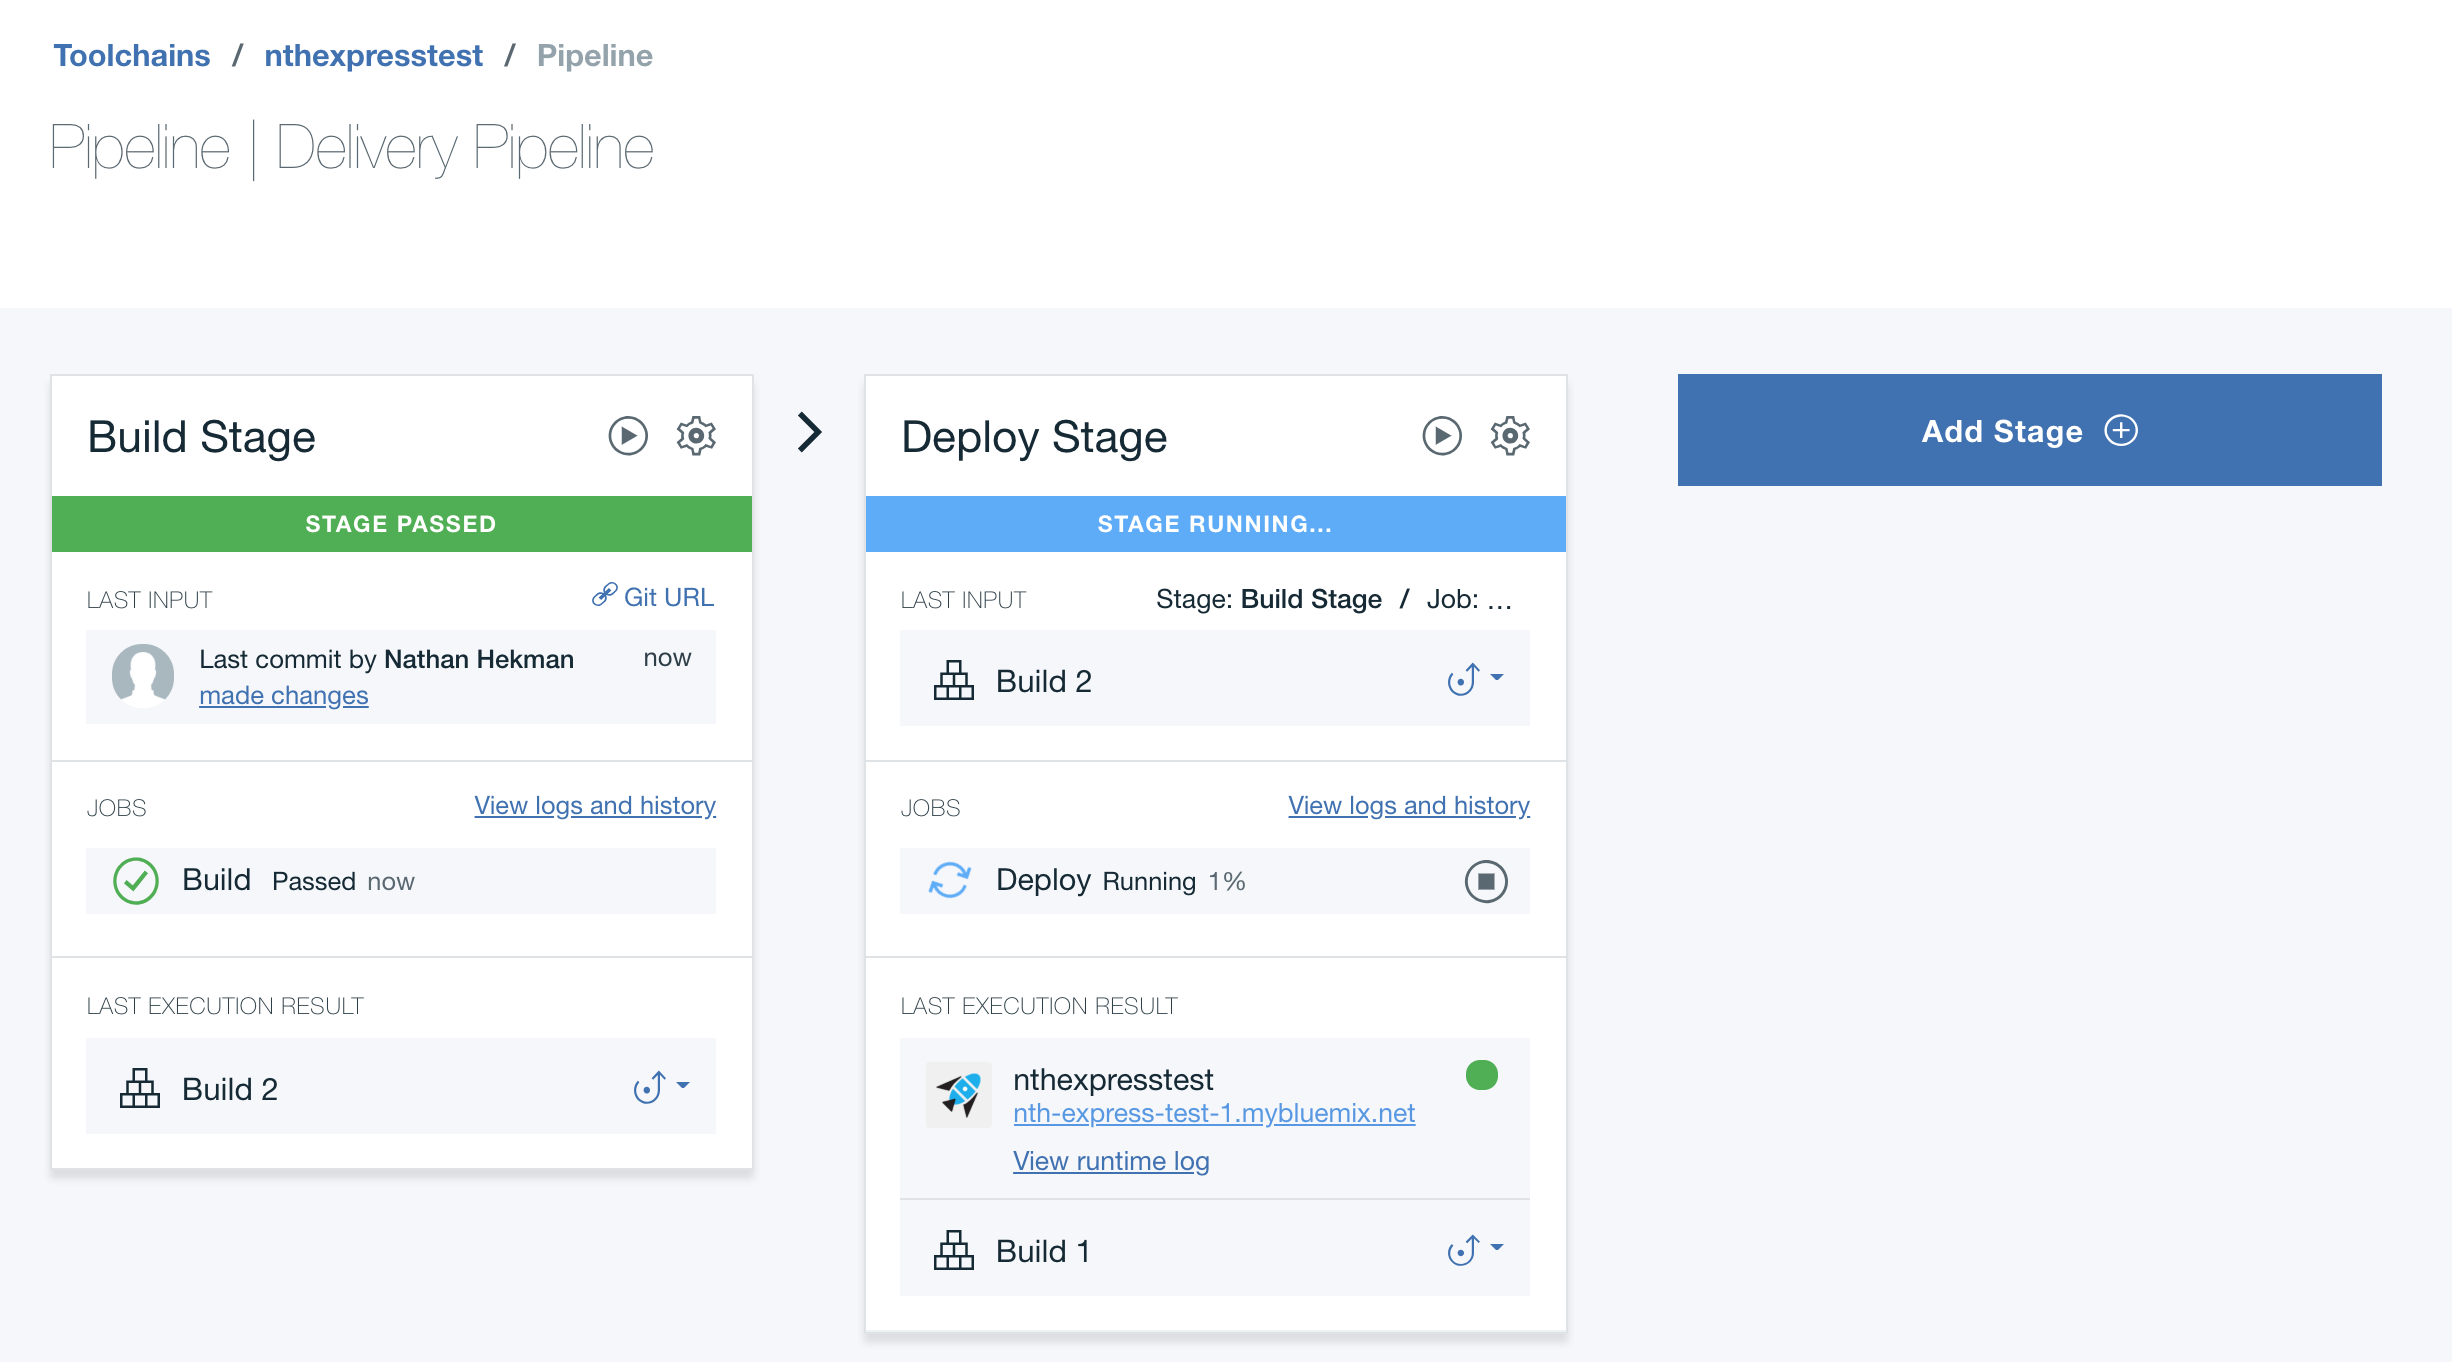 Toolchains / nthexpresstest / Pipeline
Pipeline | Delivery Pipeline
Build Stage
STAGE PASSED
LAST INPUT Git URL
Last commit by Nathan Hekman now
made changes
JOBS View logs and history
Build Passed now
LAST EXECUTION RESULT
Build 2
Deploy Stage
STAGE RUNNING...
LAST INPUT Stage: Build Stage / Job: ...
Build 2
JOBS View logs and history
Deploy Running 1%
LAST EXECUTION RESULT
nthexpresstest
nth-express-test-1.mybluemix.net
View runtime log
Build 1
Add Stage